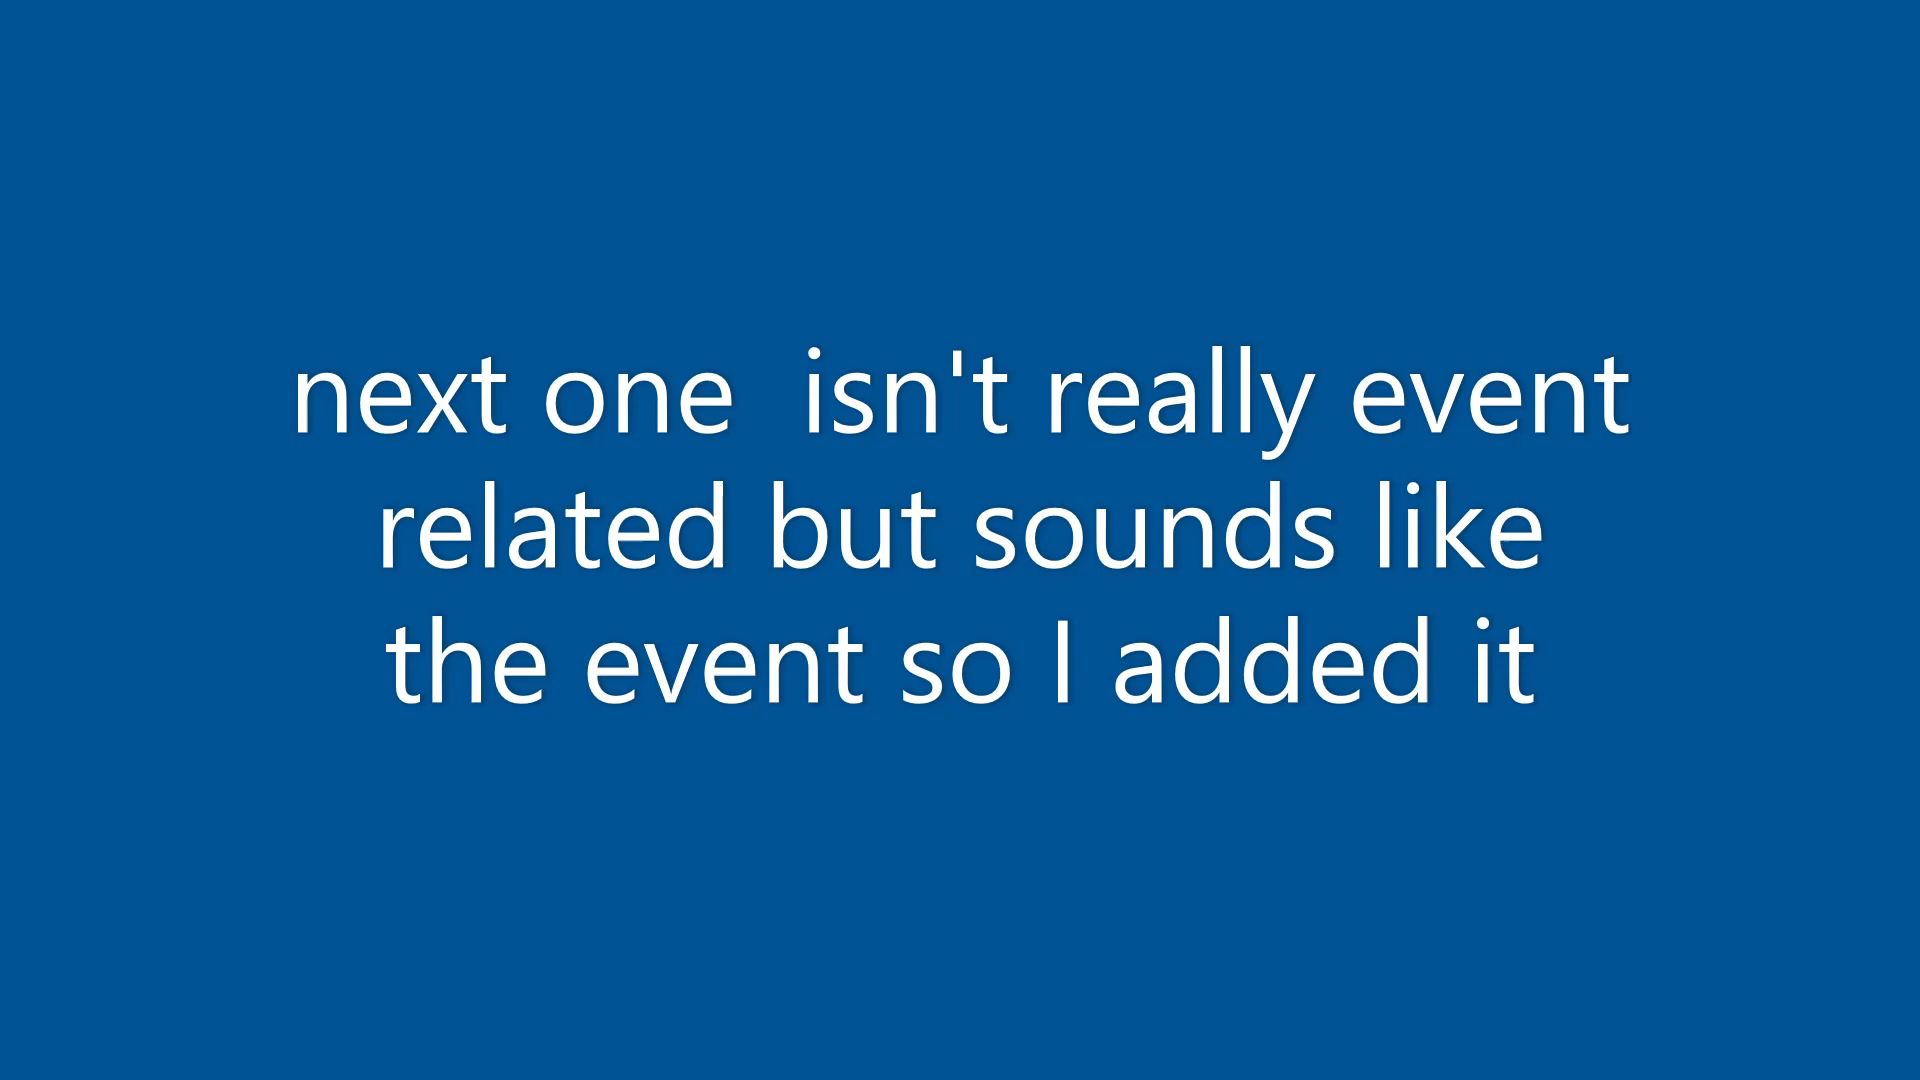 next one  isn't really event
related but sounds like
the event so I added it